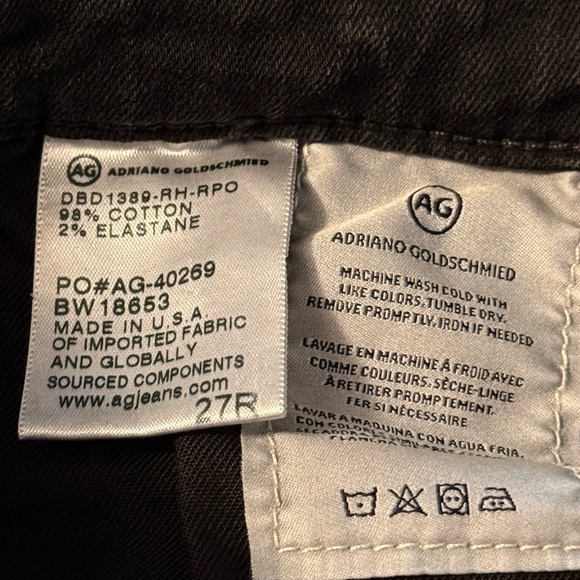 AG ADRIANO GOLDSCHMIED
DBD1389-RH-RPO
98% COTTON
2% ELASTANE
PO#AG-40269
BW18653
MADE IN U.S.A.
OF IMPORTED FABRIC
AND GLOBALLY
SOURCED COMPONENTS
www.agjeans.com
27R
AG
ADRIANO GOLDSCHMIED
MACHINE WASH COLD WITH
LIKE COLORS, TUMBLE DRY.
REMOVE PROMPTLY. IRON IF NEEDED
LAVAGE EN MACHINE À FROID AVEC
COMME COULEURS. SÈCHE-LINGE
À RETIRER PROMPTEMENT.
FER SI NÉCESSAIRE
LAVAR A MAQUINA CON AGUA FRIA,
CON COLORES